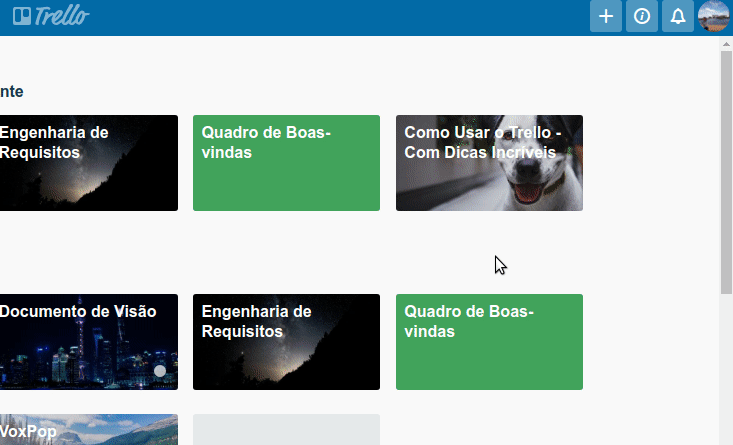 Trello
nte
Engenharia de
Requisitos
Quadro de Boas-
vindas
Como Usar o Trello -
Com Dicas Incríveis
Documento de Visão
Engenharia de
Requisitos
Quadro de Boas-
vindas
VoxPop